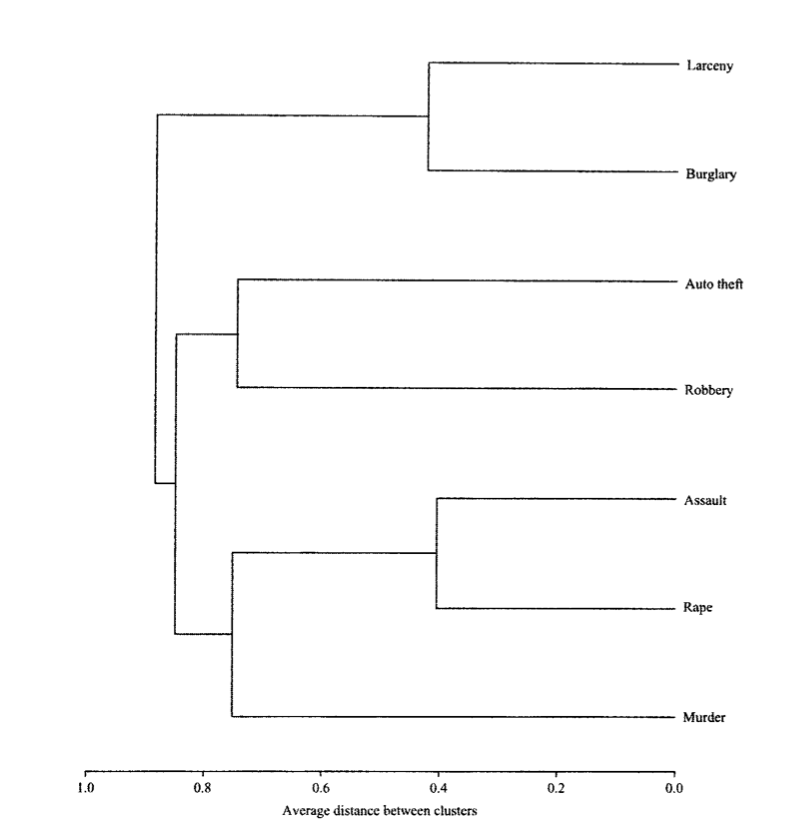 Larceny
Burglary
Auto theft
Robbery
Assault
Rape
Murder
1.0 0.8 0.6 0.4 0.2 0.0
Average distance between clusters